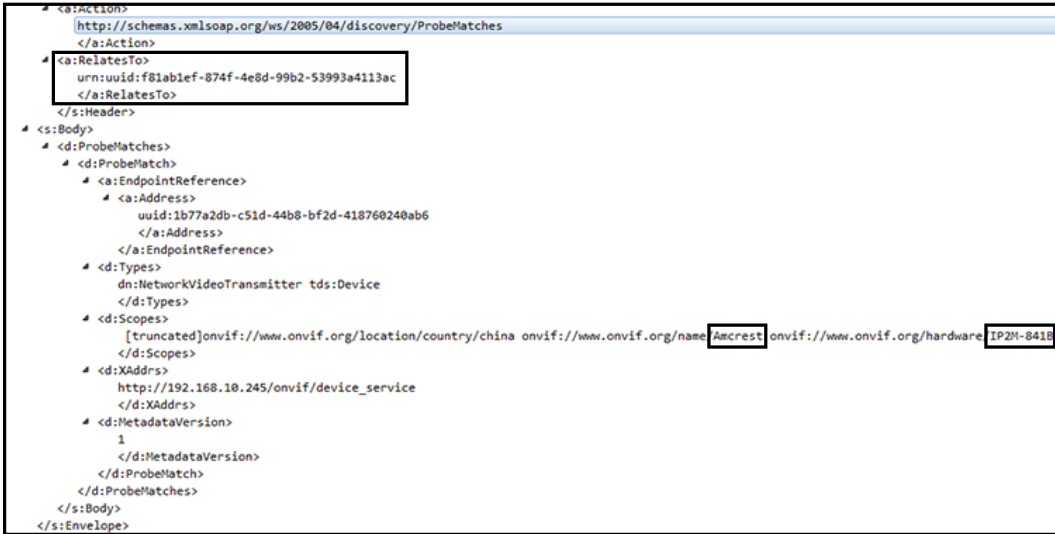 <a:Action>
http://schemas.xmlsoap.org/ws/2005/04/discovery/ProbeMatches
</a:Action>
<a:RelatesTo>
urn:uuid:f81ab1ef-874f-4e8d-99b2-53993a4113ac
</a:RelatesTo>
</s:Header>
<s:Body>
<d:ProbeMatches>
<d:ProbeMatch>
<a:EndpointReference>
<a:Address>
uuid:1b77a2db-c51d-44b8-bf2d-418760240ab6
</a:Address>
</a:EndpointReference>
<d:Types>
dn:NetworkVideoTransmitter tds:Device
</d:Types>
<d:Scopes>
[truncated]onvif://www.onvif.org/location/country/china onvif://www.onvif.org/name/Amcrest onvif://www.onvif.org/hardware/IP2M-841B
</d:Scopes>
<d:XAddrs>
http://192.168.10.245/onvif/device_service
</d:XAddrs>
<d:MetadataVersion>
1
</d:MetadataVersion>
</d:ProbeMatch>
</d:ProbeMatches>
</s:Body>
</s:Envelope>